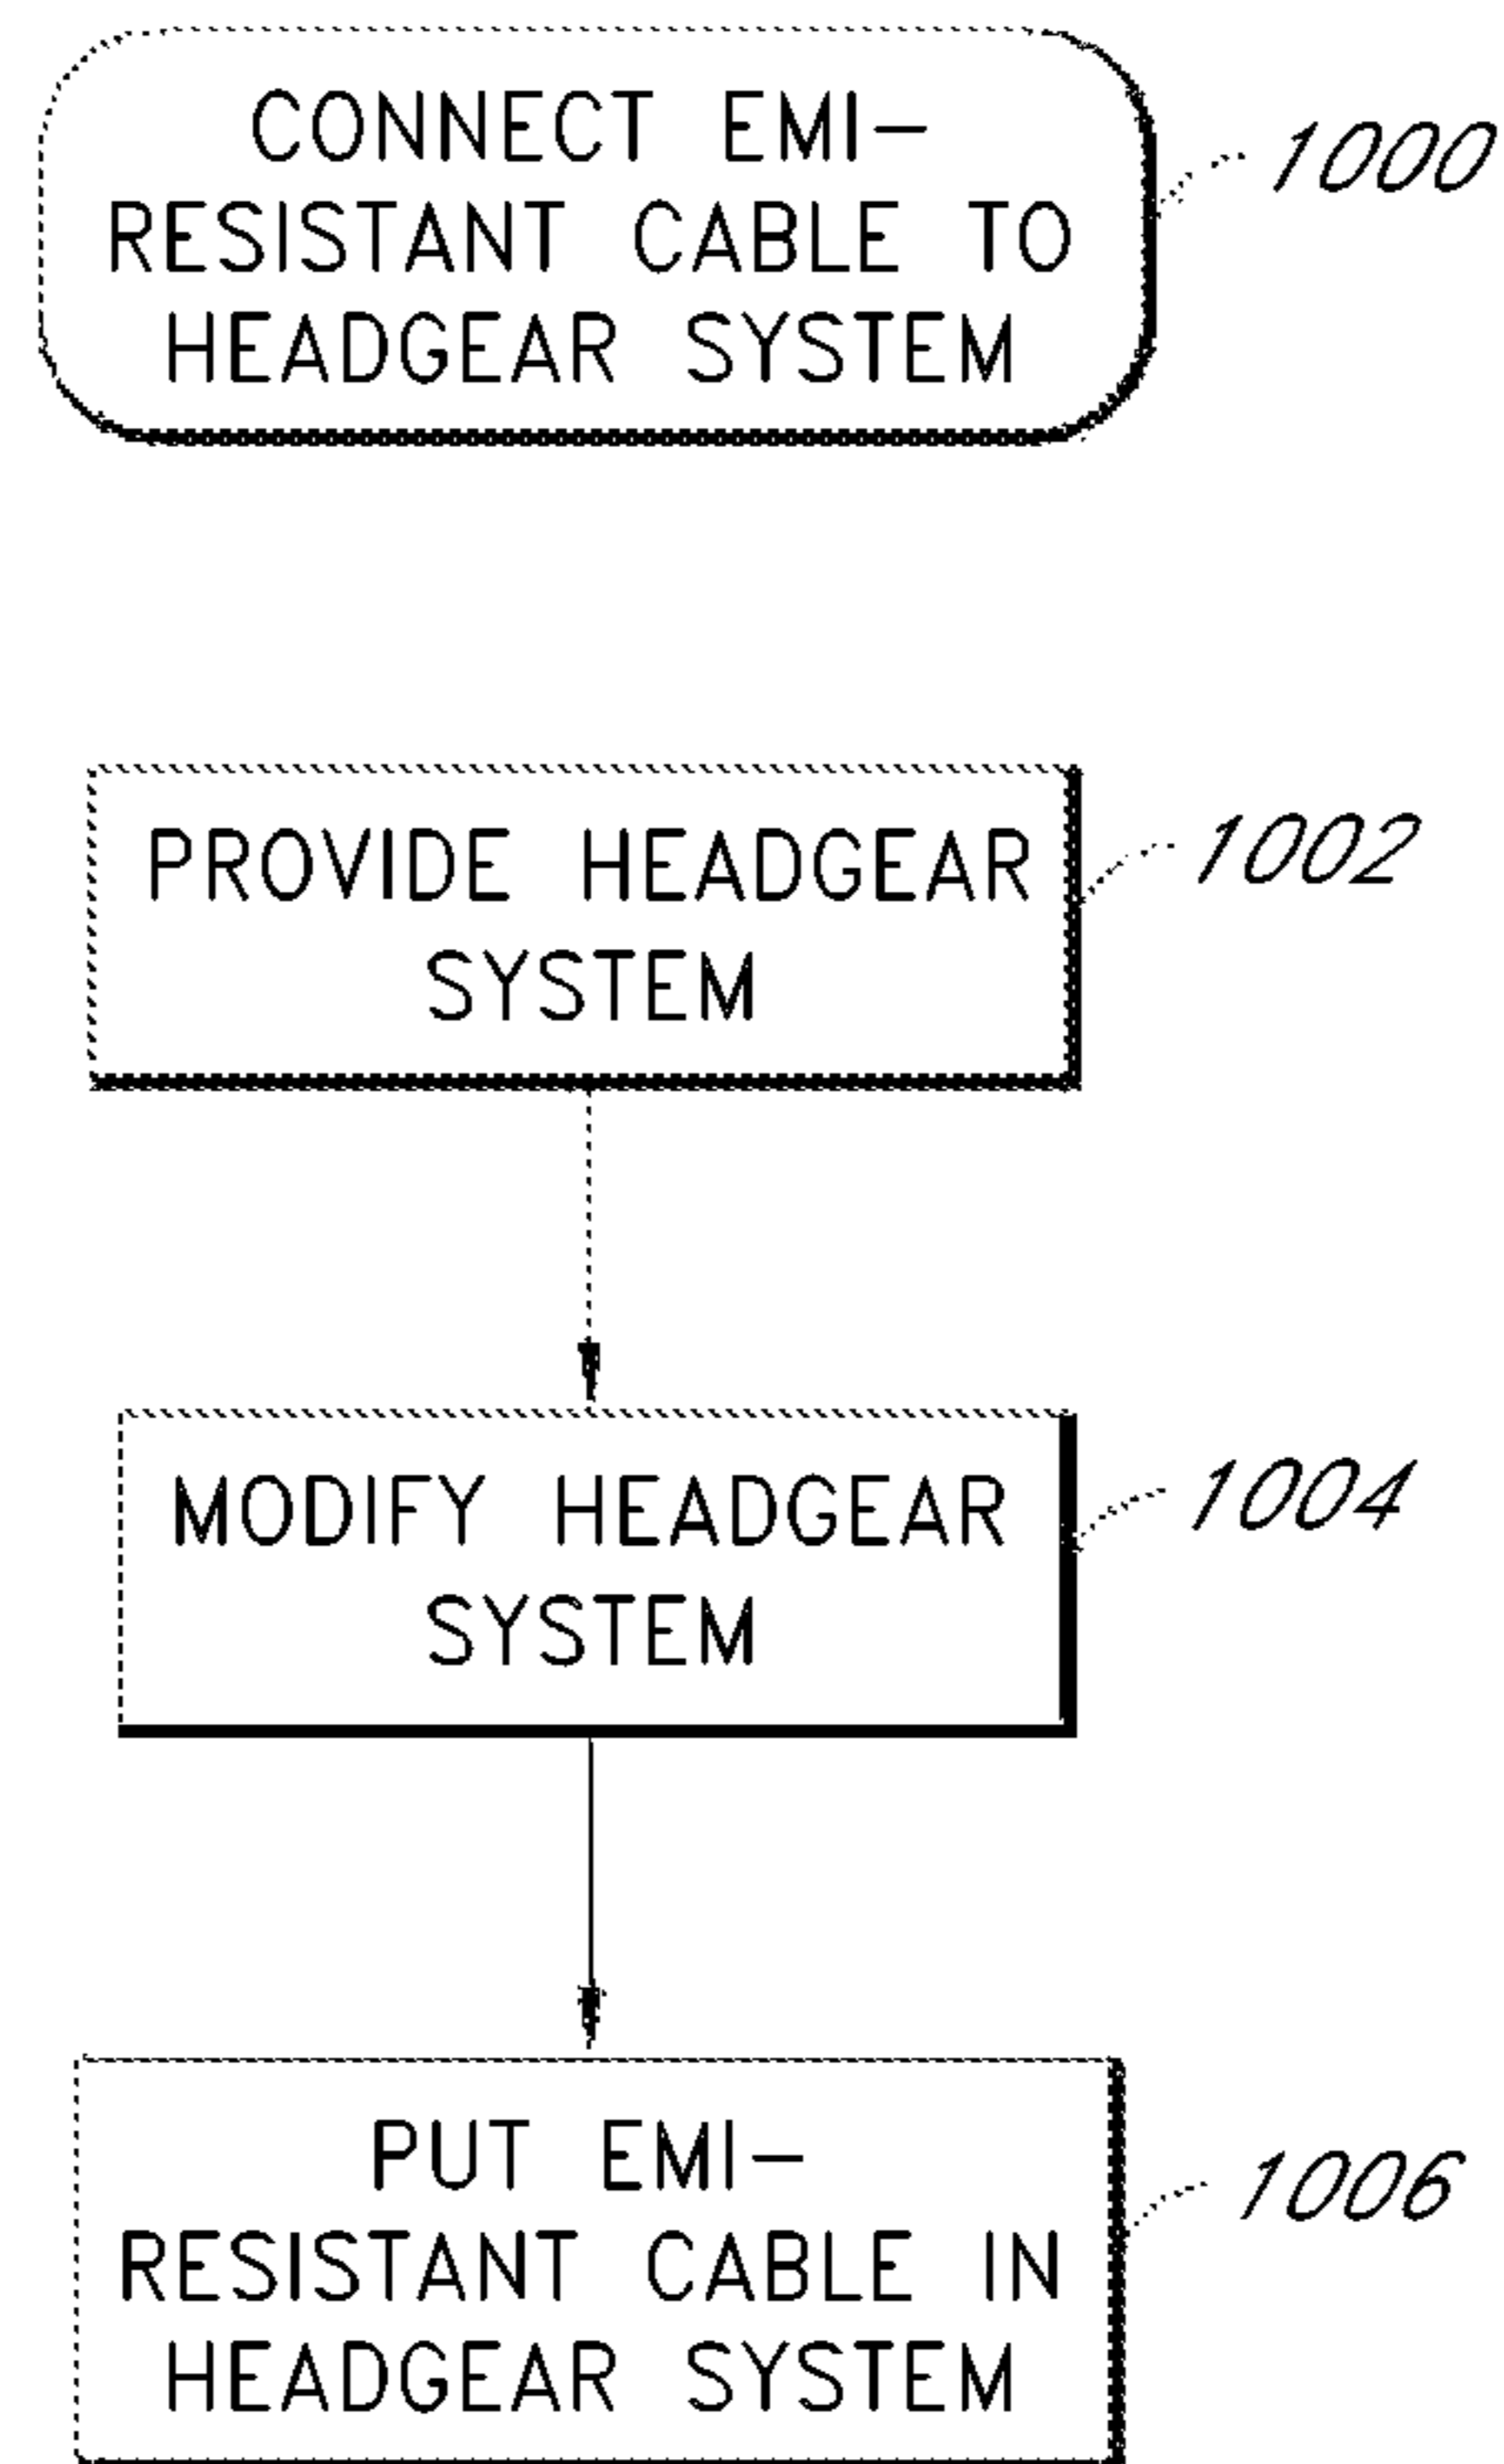 CONNECT EMI-
RESISTANT CABLE TO
HEADGEAR SYSTEM
1000
PROVIDE HEADGEAR
SYSTEM
1002
MODIFY HEADGEAR
SYSTEM
1004
PUT EMI-
RESISTANT CABLE IN
HEADGEAR SYSTEM
1006